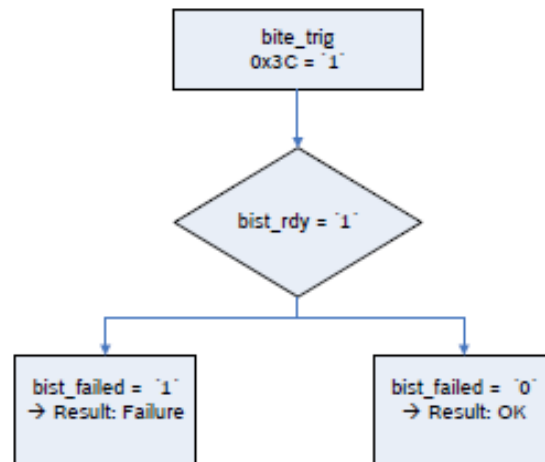 bite_trig
0x3C = `1´
bist_rdy = `1´
bist_failed = `1´
→ Result: Failure
bist_failed = `0´
→ Result: OK